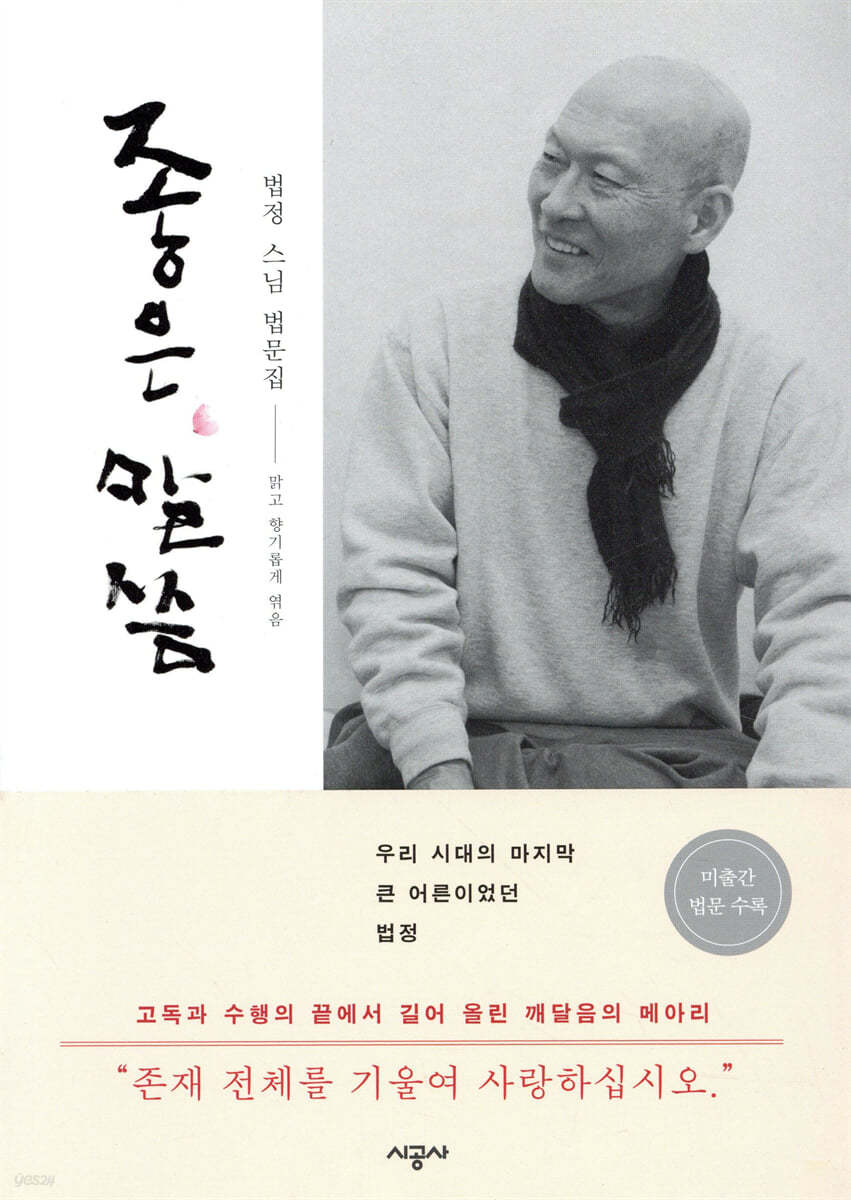 좋은 말씀
법정 스님 법문집
맑고 향기롭게 엮음
우리 시대의 마지막
큰 어른이었던
법정
미출간
법문 수록
고독과 수행의 끝에서 길어 올린 깨달음의 메아리
“존재 전체를 기울여 사랑하십시오.”
시공사
yes24